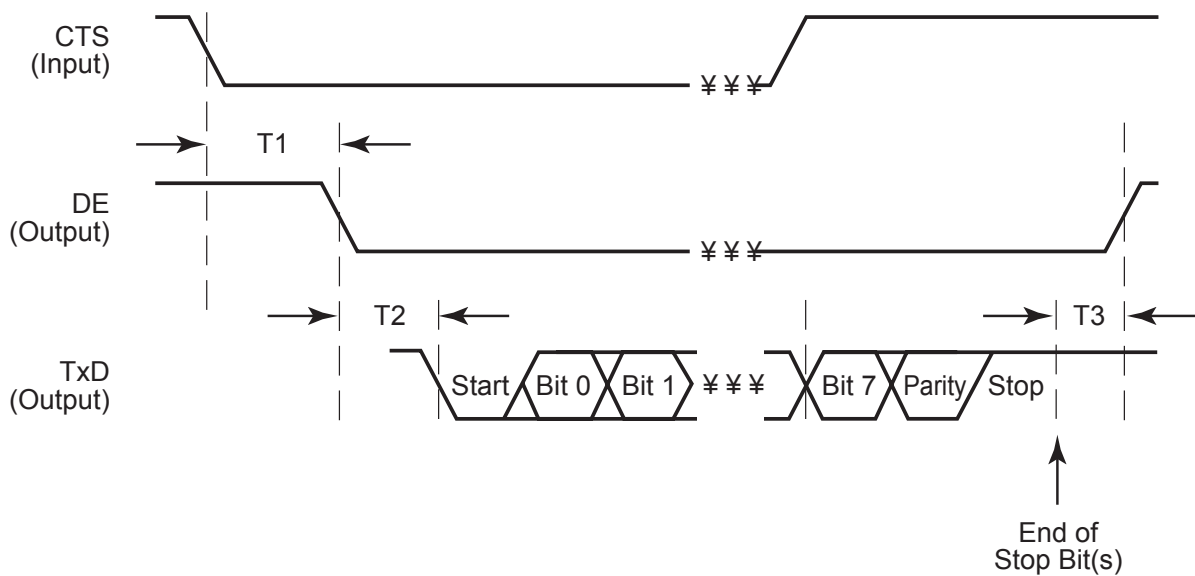 CTS
(Input)
¥ ¥ ¥
T1
DE
(Output)
¥ ¥ ¥
T2
T3
TxD
(Output)
Start
Bit 0
Bit 1
¥ ¥ ¥
Bit 7
Parity
Stop
End of
Stop Bit(s)